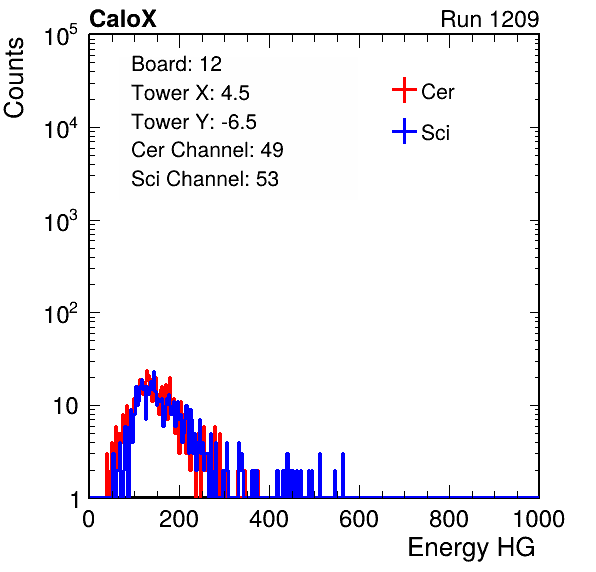 CaloX Run 1209
Counts
10^5
10^4
10^3
10^2
10
1
Board: 12
Tower X: 4.5
Tower Y: -6.5
Cer Channel: 49
Sci Channel: 53
Cer
Sci
0 200 400 600 800 1000
Energy HG